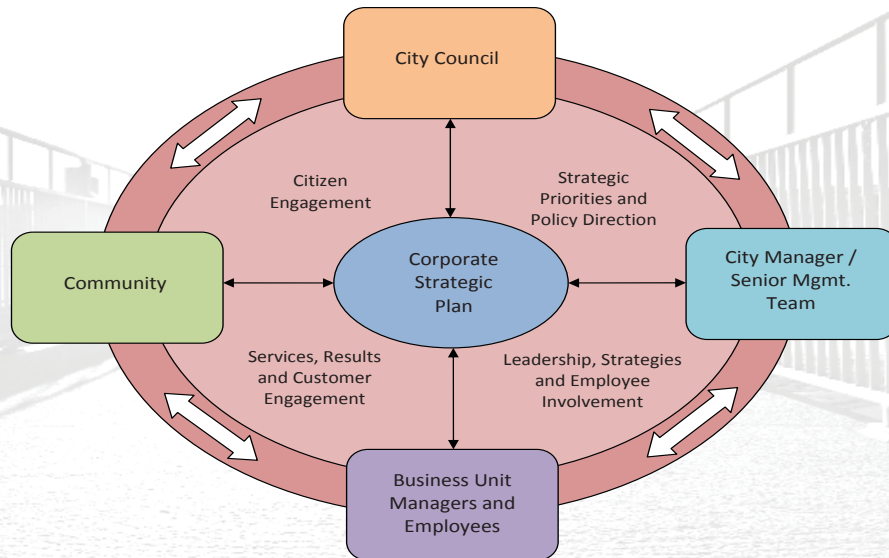 City Council
Citizen
Engagement
Strategic
Priorities and
Policy Direction
Community
Corporate
Strategic
Plan
City Manager /
Senior Mgmt.
Team
Services, Results
and Customer
Engagement
Leadership, Strategies
and Employee
Involvement
Business Unit
Managers and
Employees